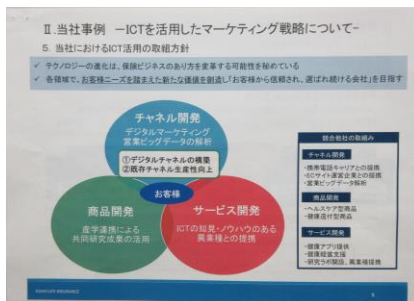 Ⅱ.当社事例 －ICTを活用したマーケティング戦略について-
5. 当社におけるICT活用の取組方針
✓ テクノロジーの進化は、保険ビジネスのあり方を変革する可能性を秘めている
✓ 各領域で、お客様ニーズを踏まえた新たな価値を創造し「お客様から信頼され、選ばれ続ける会社」を目指す
チャネル開発
デジタルマーケティング
営業ビッグデータの解析
①デジタルチャネルの構築
②既存チャネル生産性向上
お客様
商品開発
産学連携による
共同研究成果の活用
サービス開発
ICTの知見・ノウハウのある
異業種との提携
競合他社の取組み
チャネル開発
・携帯電話キャリアとの提携
・ECサイト運営企業との提携
・営業ビッグデータ解析
商品開発
・ヘルスケア型商品
・健康還付型商品
サービス開発
・健康アプリ提供
・健康経営支援
・研究ラボ開設、異業種提携